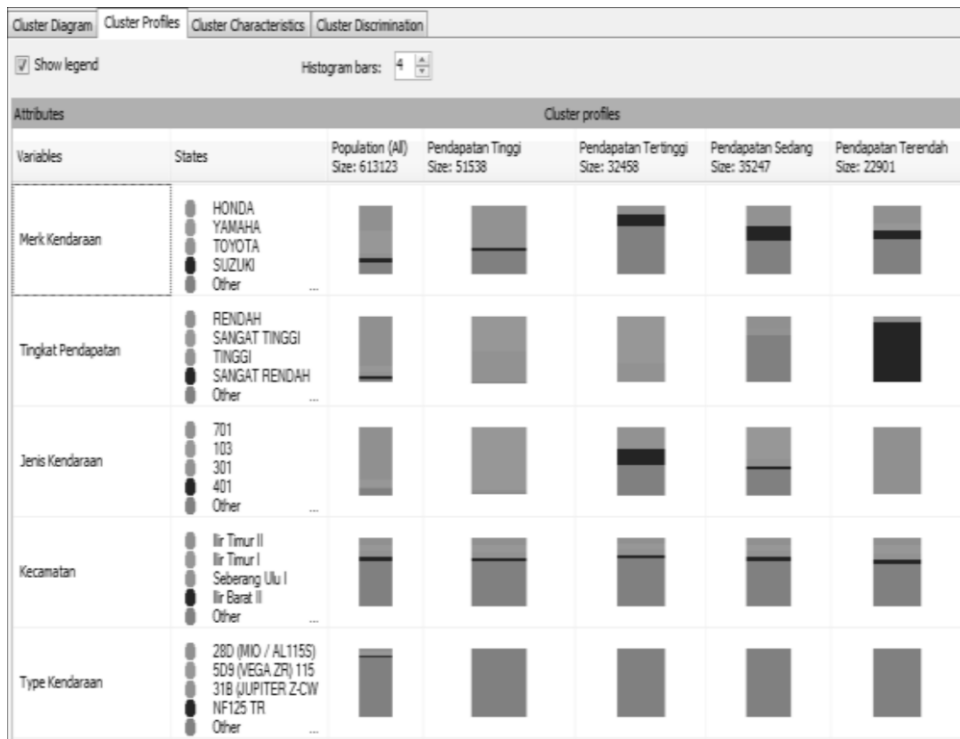 Cluster Diagram Cluster Profiles Cluster Characteristics Cluster Discrimination
Show legend Histogram bars: 4
Attributes Cluster profiles
Variables States Population (All) Pendapatan Tinggi Pendapatan Tertinggi Pendapatan Sedang Pendapatan Terendah
Size: 613123 Size: 51538 Size: 32458 Size: 35247 Size: 22901
Merk Kendaraan
HONDA
YAMAHA
TOYOTA
SUZUKI
Other ...
Tingkat Pendapatan
RENDAH
SANGAT TINGGI
TINGGI
SANGAT RENDAH
Other ...
Jenis Kendaraan
701
103
301
401
Other ...
Kecamatan
Ilir Timur II
Ilir Timur I
Seberang Ulu I
Ilir Barat II
Other ...
Type Kendaraan
28D (MIO / AL115S)
5D9 (VEGA ZR) 115
31B (JUPITER Z-CW
NF125 TR
Other ...